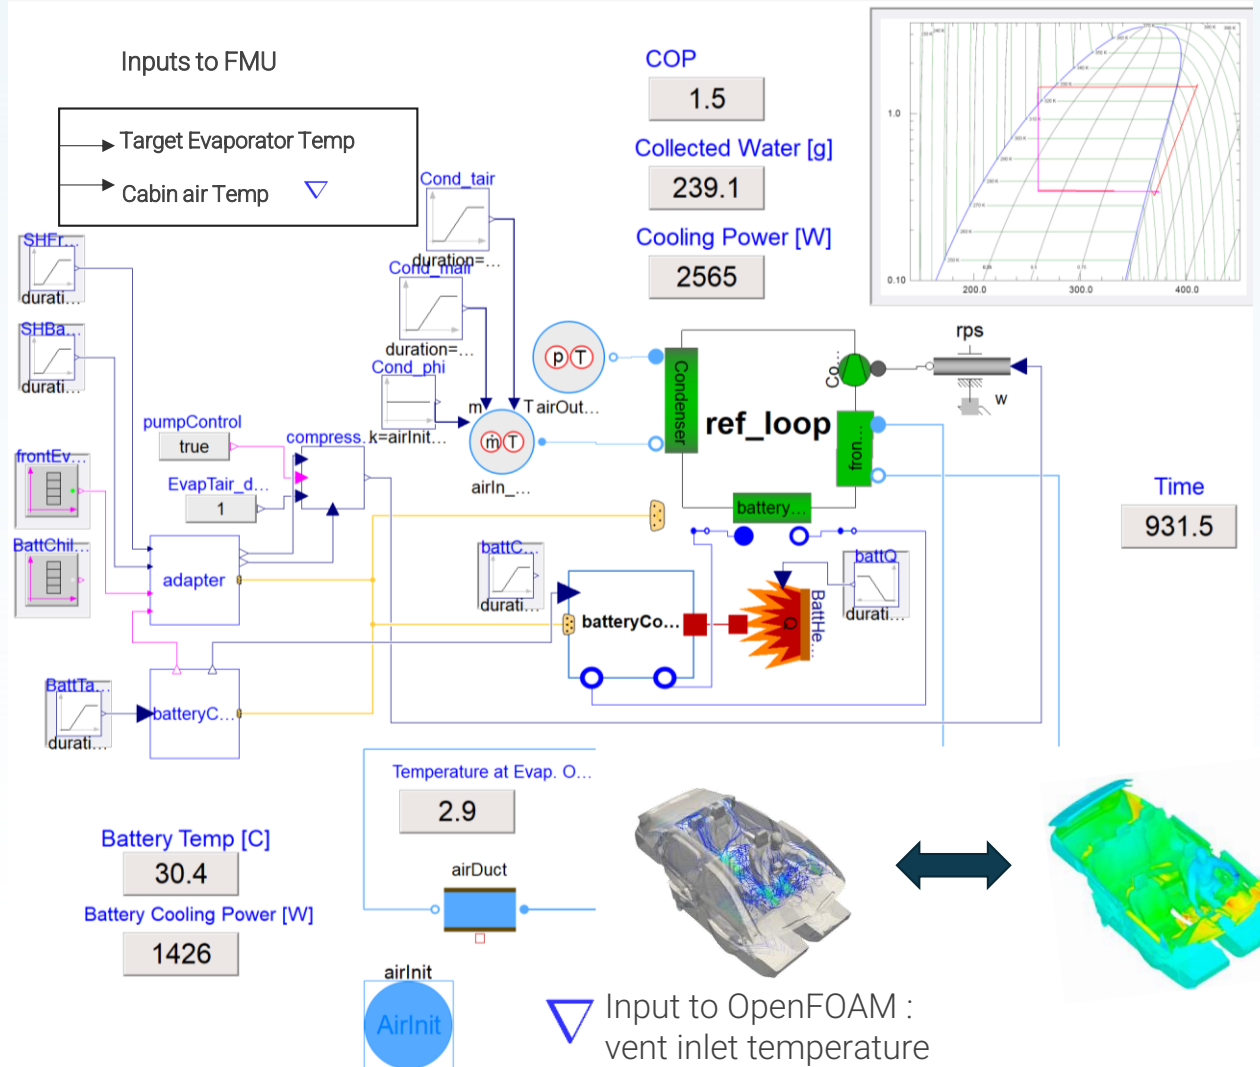 Inputs to FMU
Target Evaporator Temp
Cabin air Temp
COP
1.5
Collected Water [g]
239.1
Cooling Power [W]
2565
1.0
0.10
200.0
300.0
400.0
Cond_tair
duration=...
Cond_mair
duration=...
Cond_phi
k=airInit...
SHFr...
durati...
SHBa...
durati...
pumpControl
true
compress...
EvapTair_d...
1
frontEv...
BattChil...
adapter
BattTa...
durati...
batteryC...
m
T
ṁ T
airIn_...
p T
airOut...
Condenser
ref_loop
Co...
fron...
battery...
rps
w
Time
931.5
battC...
durati...
batteryCo...
Q
BattHe...
battQ
durati...
Temperature at Evap. O...
2.9
airDuct
airInit
AirInit
Battery Temp [C]
30.4
Battery Cooling Power [W]
1426
Input to OpenFOAM :
vent inlet temperature